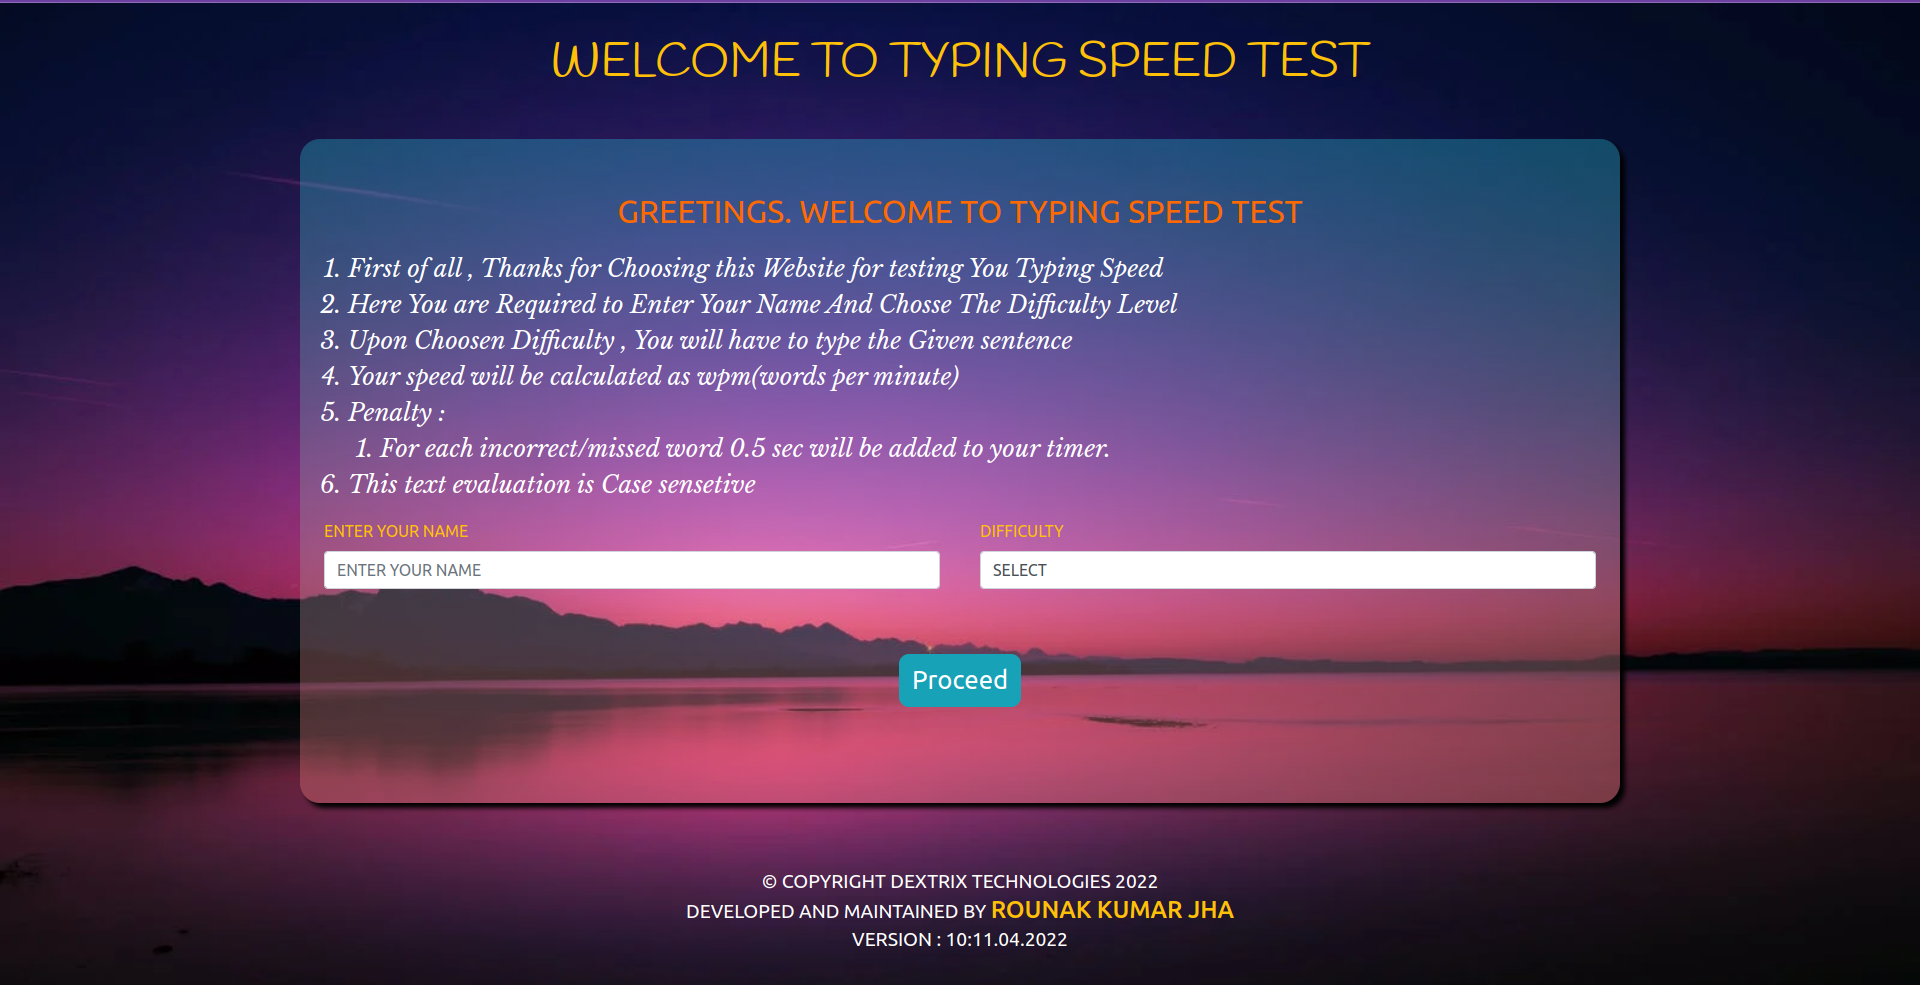 WELCOME TO TYPING SPEED TEST
GREETINGS. WELCOME TO TYPING SPEED TEST
1. First of all , Thanks for Choosing this Website for testing You Typing Speed
2. Here You are Required to Enter Your Name And Chosse The Difficulty Level
3. Upon Choosen Difficulty , You will have to type the Given sentence
4. Your speed will be calculated as wpm(words per minute)
5. Penalty :
1. For each incorrect/missed word 0.5 sec will be added to your timer.
6. This text evaluation is Case sensetive
ENTER YOUR NAME
ENTER YOUR NAME
DIFFICULTY
SELECT
Proceed
© COPYRIGHT DEXTRIX TECHNOLOGIES 2022
DEVELOPED AND MAINTAINED BY ROUNAK KUMAR JHA
VERSION : 10:11.04.2022